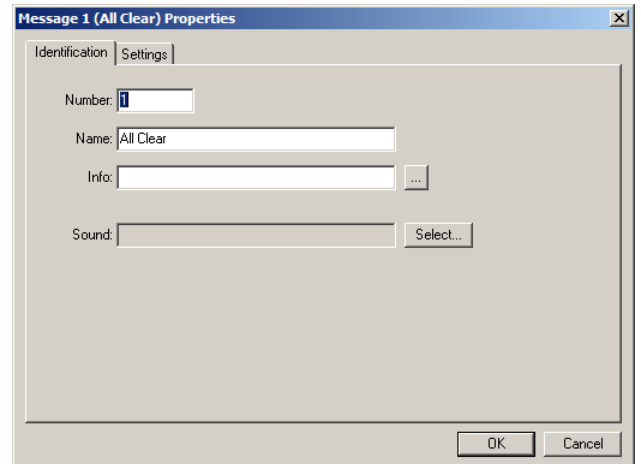 Message 1 (All Clear) Properties
Identification Settings
Number: 1
Name: All Clear
Info: ...
Sound: Select...
OK Cancel